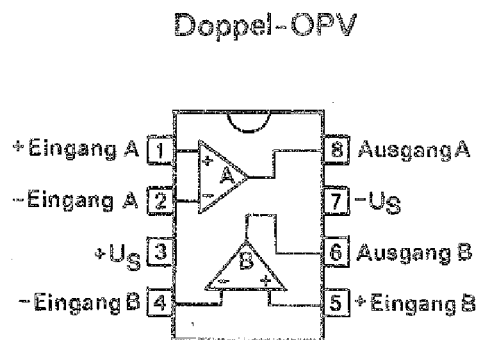 Doppel-OPV
+Eingang A 1 + A 8 Ausgang A
-Eingang A 2 - 7 -US
+US 3 B 6 Ausgang B
-Eingang B 4 - + 5 +Eingang B